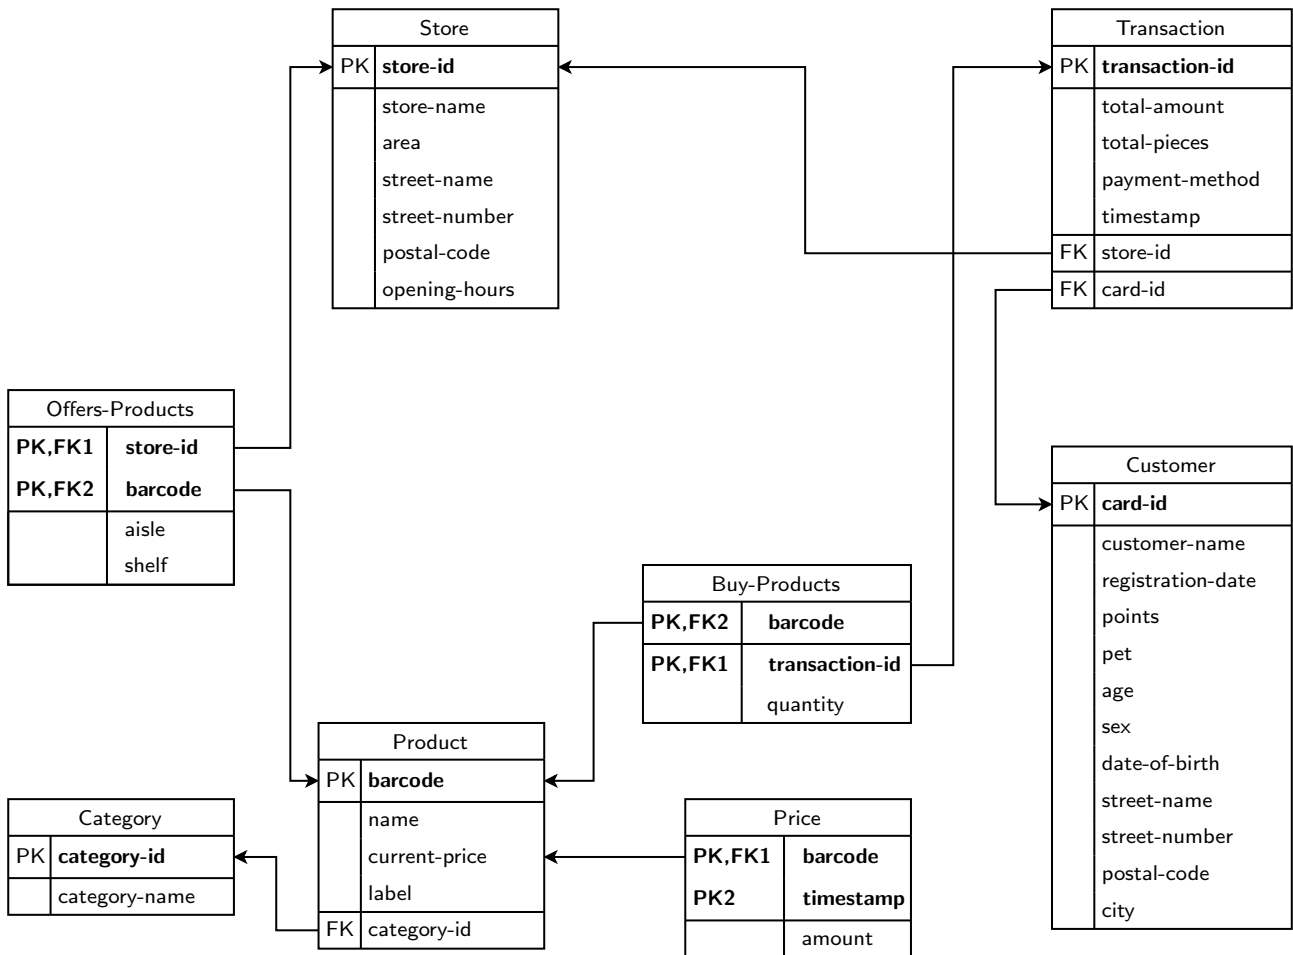 Store
PK store-id
store-name
area
street-name
street-number
postal-code
opening-hours
Transaction
PK transaction-id
total-amount
total-pieces
payment-method
timestamp
FK store-id
FK card-id
Offers-Products
PK,FK1 store-id
PK,FK2 barcode
aisle
shelf
Customer
PK card-id
customer-name
registration-date
points
pet
age
sex
date-of-birth
street-name
street-number
postal-code
city
Buy-Products
PK,FK2 barcode
PK,FK1 transaction-id
quantity
Product
PK barcode
name
current-price
label
FK category-id
Category
PK category-id
category-name
Price
PK,FK1 barcode
PK2 timestamp
amount